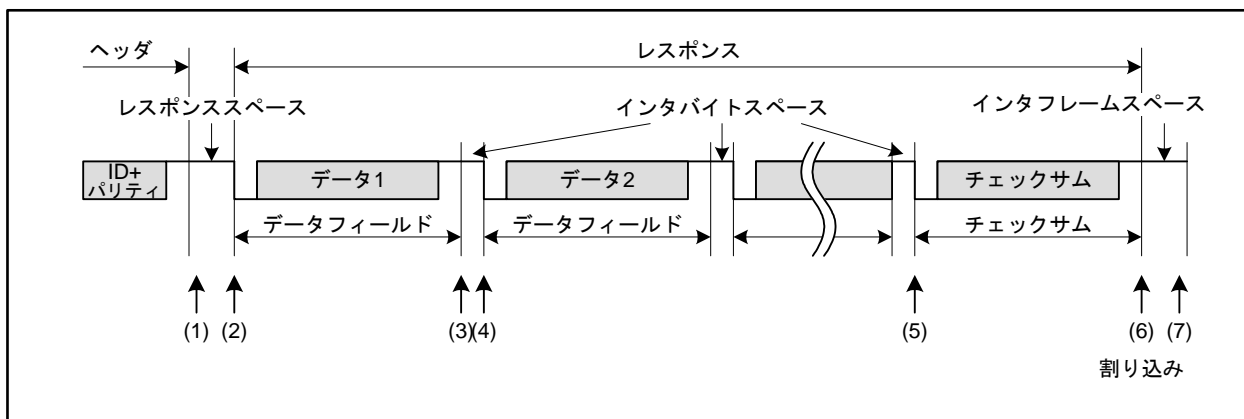 ヘッダ
レスポンス
レスポンススペース
インタバイトスペース
インタフレームスペース
ID+
パリティ
データ1
データ2
チェックサム
データフィールド
データフィールド
チェックサム
(1)
(2)
(3)
(4)
(5)
(6)
(7)
割り込み